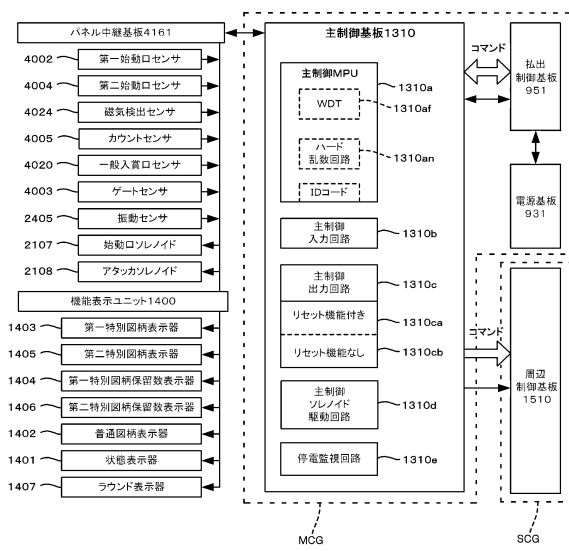 パネル中継基板4161
4002 第一始動口センサ
4004 第二始動口センサ
4024 磁気検出センサ
4005 カウントセンサ
4020 一般入賞口センサ
4003 ゲートセンサ
2405 振動センサ
2107 始動口ソレノイド
2108 アタッカソレノイド
機能表示ユニット1400
1403 第一特別図柄表示器
1405 第二特別図柄表示器
1404 第一特別図柄保留数表示器
1406 第二特別図柄保留数表示器
1402 普通図柄表示器
1401 状態表示器
1407 ラウンド表示器
主制御基板1310
主制御MPU
1310a
WDT
1310af
ハード
乱数回路
1310an
IDコード
主制御
入力回路
1310b
主制御
出力回路
1310c
リセット機能付き
1310ca
リセット機能なし
1310cb
主制御
ソレノイド
駆動回路
1310d
停電監視回路
1310e
MCG
コマンド
払出
制御基板
951
電源基板
931
コマンド
周辺
制御基板
1510
SCG